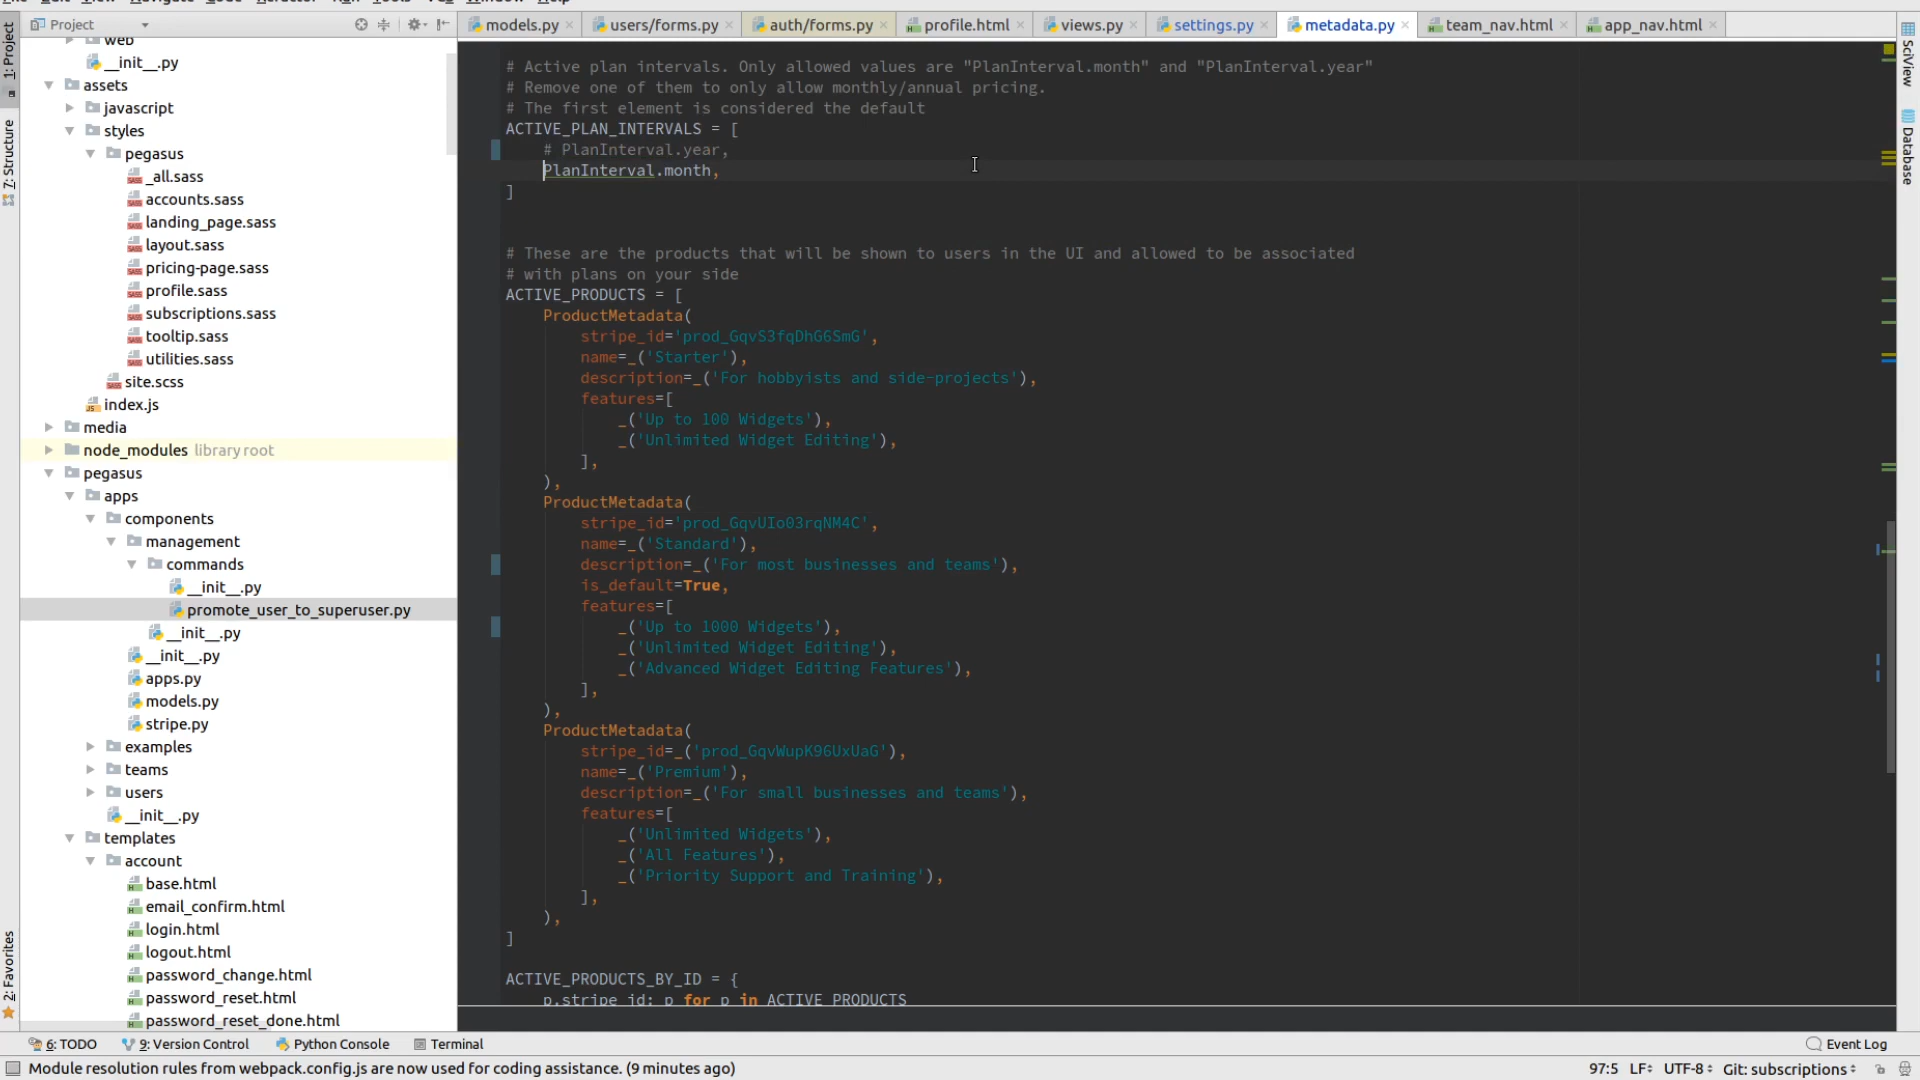 Project
models.py
users/forms.py
auth/forms.py
profile.html
views.py
settings.py
metadata.py
team_nav.html
app_nav.html
1: Project
7: Structure
2: Favorites
SciView
Database
web
__init__.py
assets
javascript
styles
pegasus
_all.sass
accounts.sass
landing_page.sass
layout.sass
pricing-page.sass
profile.sass
subscriptions.sass
tooltip.sass
utilities.sass
site.scss
index.js
media
node_modules library root
pegasus
apps
components
management
commands
__init__.py
promote_user_to_superuser.py
__init__.py
__init__.py
apps.py
models.py
stripe.py
examples
teams
users
__init__.py
templates
account
base.html
email_confirm.html
login.html
logout.html
password_change.html
password_reset.html
password_reset_done.html
# Active plan intervals. Only allowed values are "PlanInterval.month" and "PlanInterval.year"
# Remove one of them to only allow monthly/annual pricing.
# The first element is considered the default
ACTIVE_PLAN_INTERVALS = [
# PlanInterval.year,
PlanInterval.month,
]
# These are the products that will be shown to users in the UI and allowed to be associated
# with plans on your side
ACTIVE_PRODUCTS = [
ProductMetadata(
stripe_id='prod_GqvS3fqDhG6SmG',
name=_('Starter'),
description=_('For hobbyists and side-projects'),
features=[
_('Up to 100 Widgets'),
_('Unlimited Widget Editing'),
],
),
ProductMetadata(
stripe_id='prod_GqvUIo03rqNM4C',
name=_('Standard'),
description=_('For most businesses and teams'),
is_default=True,
features=[
_('Up to 1000 Widgets'),
_('Unlimited Widget Editing'),
_('Advanced Widget Editing Features'),
],
),
ProductMetadata(
stripe_id=_('prod_GqvWupK96UxUaG'),
name=_('Premium'),
description=_('For small businesses and teams'),
features=[
_('Unlimited Widgets'),
_('All Features'),
_('Priority Support and Training'),
],
),
]
ACTIVE_PRODUCTS_BY_ID = {
p.stripe_id: p for p in ACTIVE_PRODUCTS
6: TODO
9: Version Control
Python Console
Terminal
Event Log
Module resolution rules from webpack.config.js are now used for coding assistance. (9 minutes ago)
97:5 LF UTF-8 Git: subscriptions